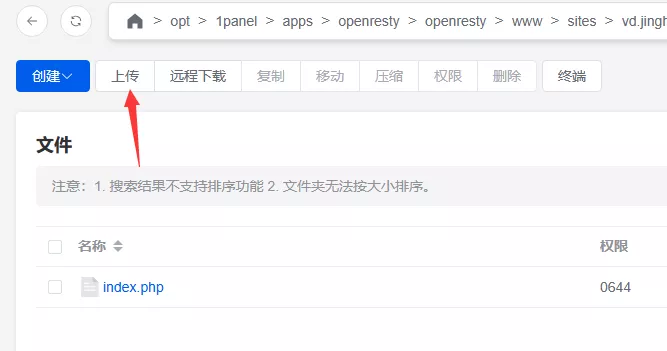 > opt > 1panel > apps > openresty > openresty > www > sites > vd.jingh
创建 上传 远程下载 复制 移动 压缩 权限 删除 终端
文件
注意：1. 搜索结果不支持排序功能 2. 文件夹无法按大小排序。
名称 权限
index.php 0644